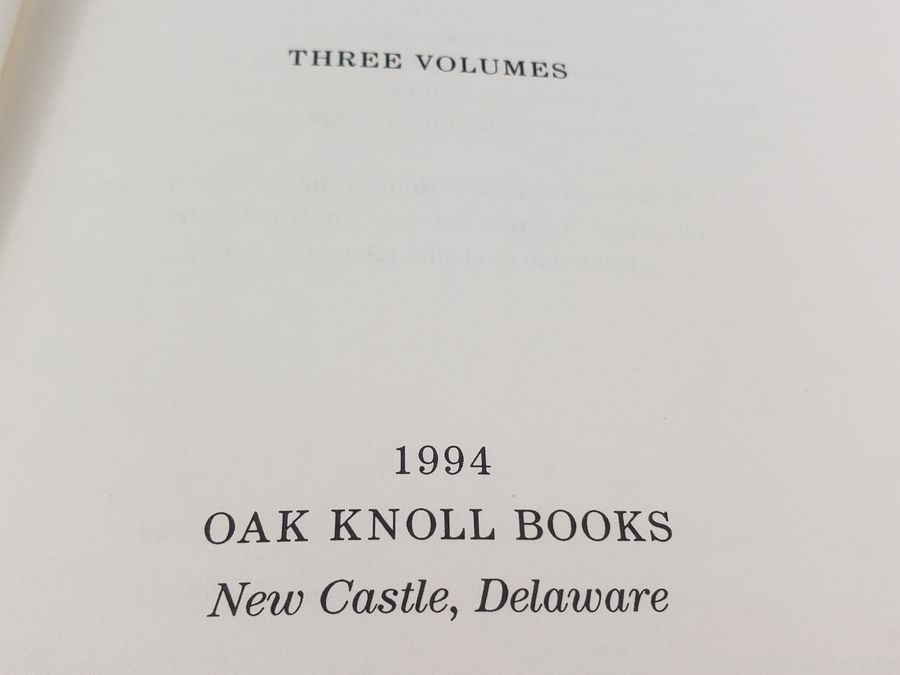 THREE VOLUMES
1994
OAK KNOLL BOOKS
New Castle, Delaware